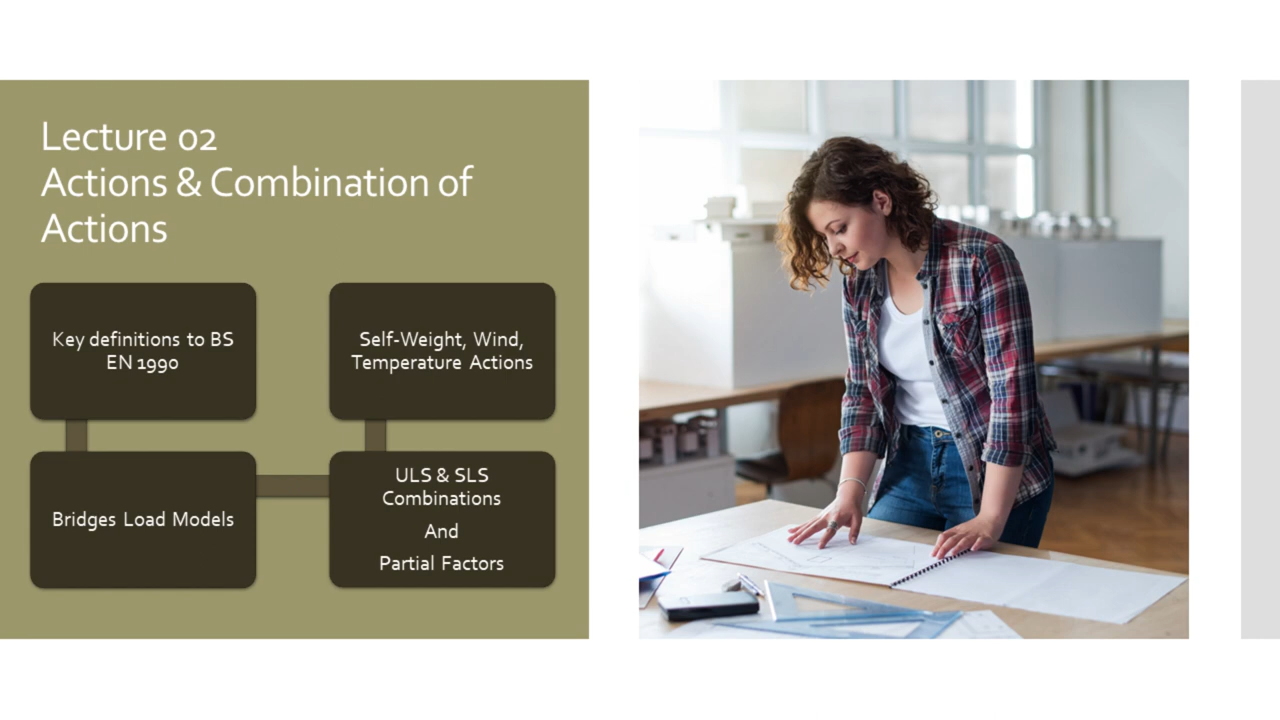 Lecture 02
Actions & Combination of
Actions
Key definitions to BS
EN 1990
Self-Weight, Wind,
Temperature Actions
Bridges Load Models
ULS & SLS
Combinations
And
Partial Factors